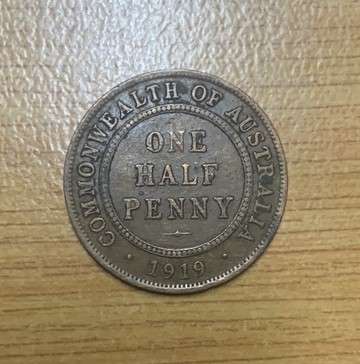 COMMONWEALTH OF AUSTRALIA
ONE
HALF
PENNY
1919